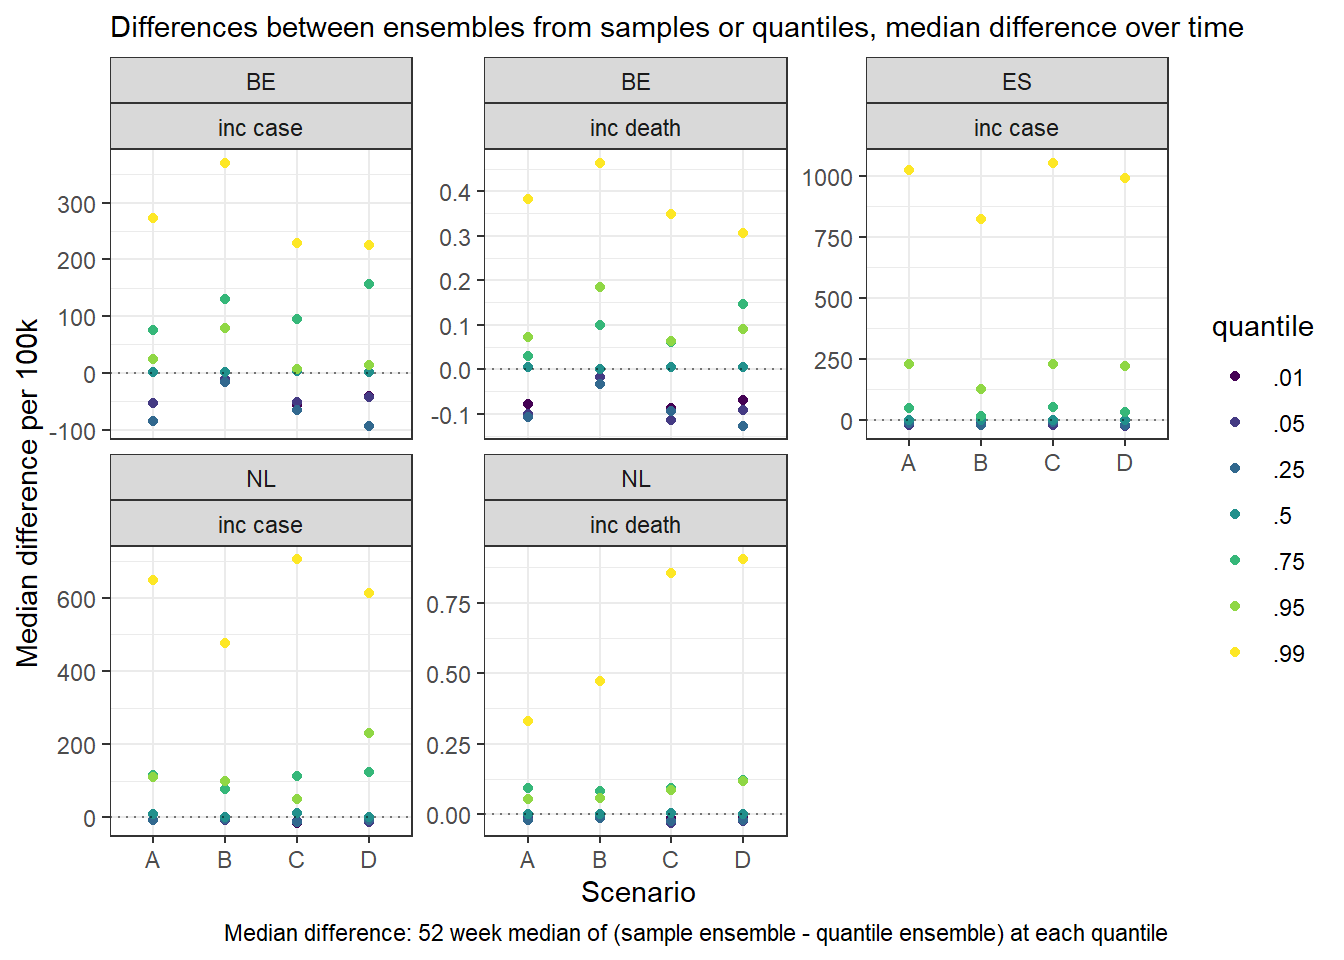 Differences between ensembles from samples or quantiles, median difference over time
BE
inc case
BE
inc death
ES
inc case
300
200
100
0
-100
0.4
0.3
0.2
0.1
0.0
-0.1
1000
750
500
250
0
A B C D
NL
inc case
NL
inc death
600
400
200
0
0.75
0.50
0.25
0.00
A B C D
A B C D
Scenario
Median difference per 100k
quantile
.01
.05
.25
.5
.75
.95
.99
Median difference: 52 week median of (sample ensemble - quantile ensemble) at each quantile